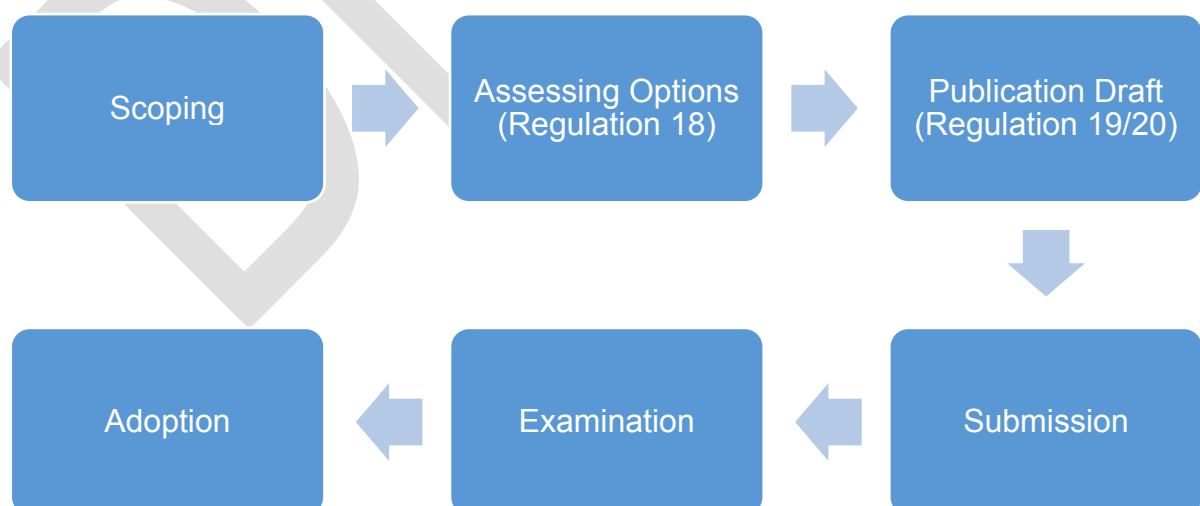 Scoping
Assessing Options
(Regulation 18)
Publication Draft
(Regulation 19/20)
Submission
Examination
Adoption